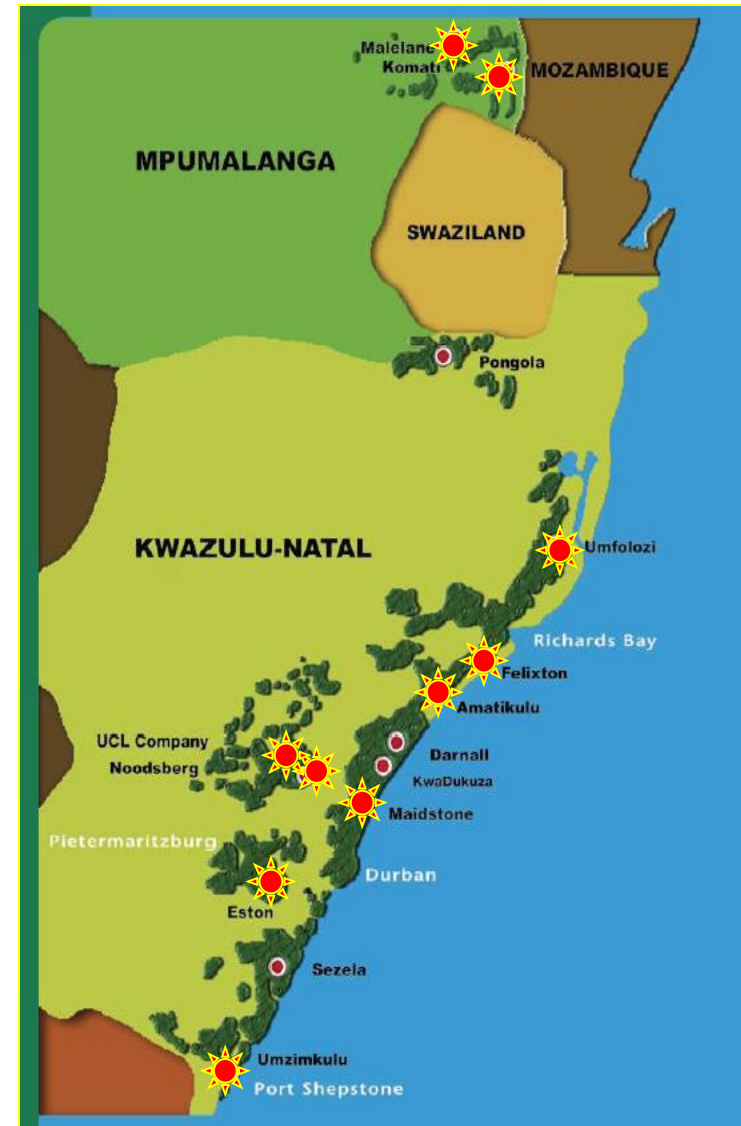 Malelane
Komati
MOZAMBIQUE
MPUMALANGA
SWAZILAND
Pongola
KWAZULU-NATAL
Umfolozi
Richards Bay
Felixton
Amatikulu
UCL Company
Darnall
Noodsberg
KwaDukuza
Maidstone
Pietermaritzburg
Durban
Eston
Sezela
Umzimkulu
Port Shepstone